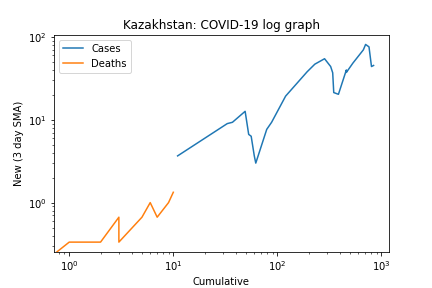 Kazakhstan: COVID-19 log graph
Cases
Deaths
New (3 day SMA)
10²
10¹
10⁰
10⁰ 10¹ 10² 10³
Cumulative